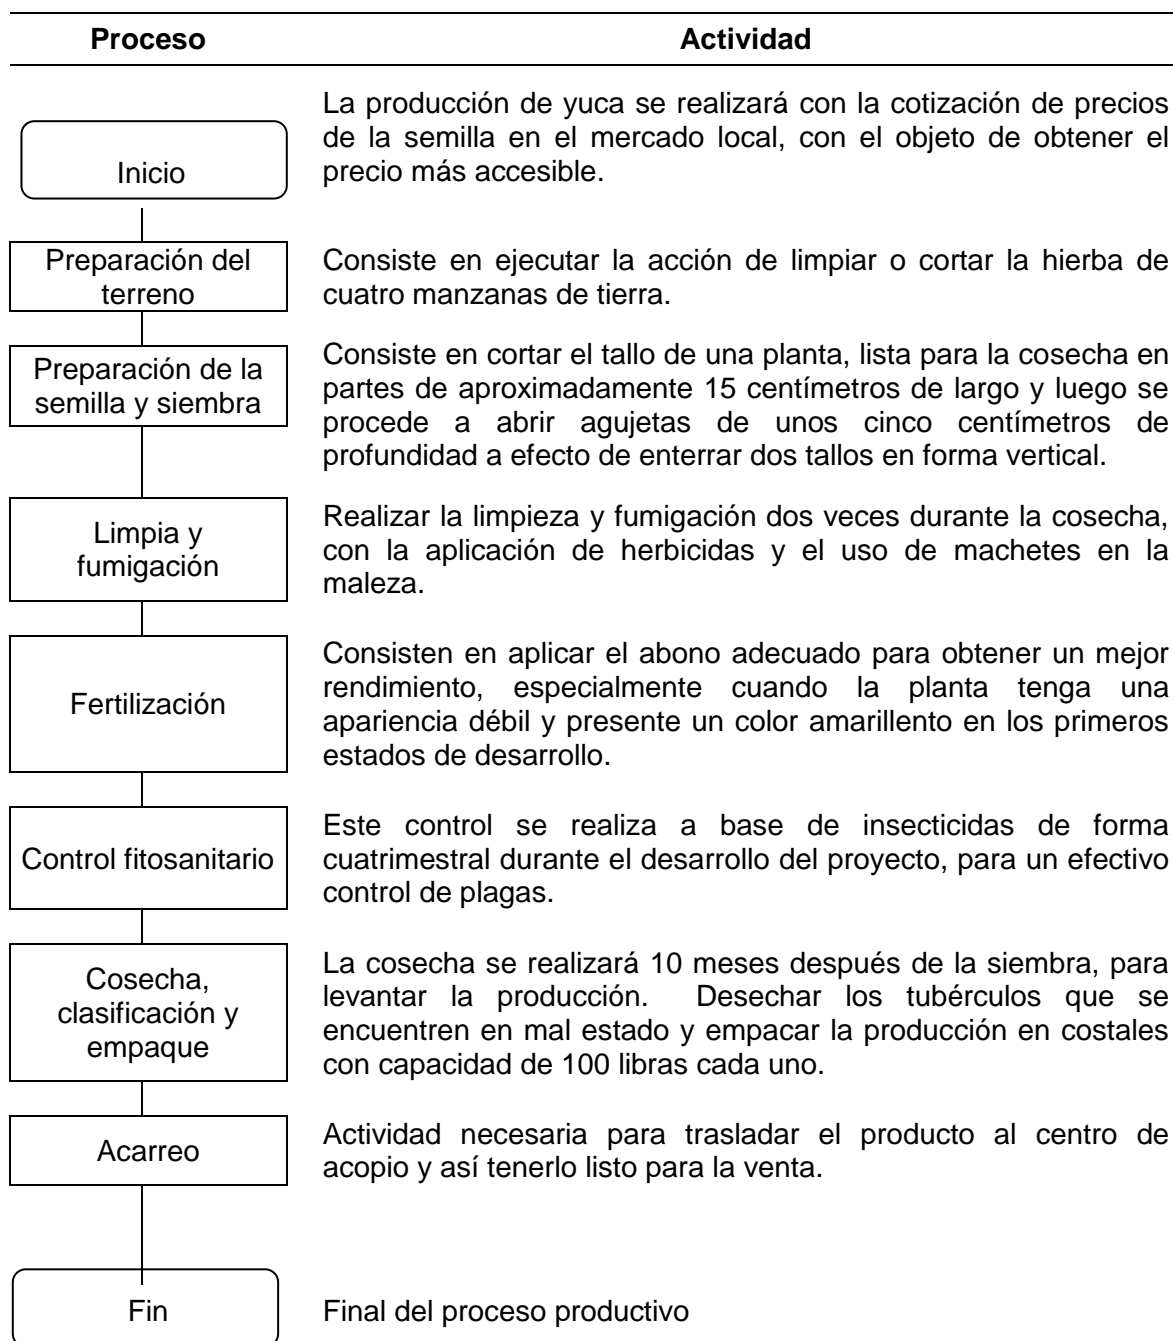 Proceso
Actividad
Inicio
La producción de yuca se realizará con la cotización de precios
de la semilla en el mercado local, con el objeto de obtener el
precio más accesible.
Preparación del
terreno
Consiste en ejecutar la acción de limpiar o cortar la hierba de
cuatro manzanas de tierra.
Preparación de la
semilla y siembra
Consiste en cortar el tallo de una planta, lista para la cosecha en
partes de aproximadamente 15 centímetros de largo y luego se
procede a abrir agujetas de unos cinco centímetros de
profundidad a efecto de enterrar dos tallos en forma vertical.
Limpia y
fumigación
Realizar la limpieza y fumigación dos veces durante la cosecha,
con la aplicación de herbicidas y el uso de machetes en la
maleza.
Fertilización
Consisten en aplicar el abono adecuado para obtener un mejor
rendimiento, especialmente cuando la planta tenga una
apariencia débil y presente un color amarillento en los primeros
estados de desarrollo.
Control fitosanitario
Este control se realiza a base de insecticidas de forma
cuatrimestral durante el desarrollo del proyecto, para un efectivo
control de plagas.
Cosecha,
clasificación y
empaque
La cosecha se realizará 10 meses después de la siembra, para
levantar la producción. Desechar los tubérculos que se
encuentren en mal estado y empacar la producción en costales
con capacidad de 100 libras cada uno.
Acarreo
Actividad necesaria para trasladar el producto al centro de
acopio y así tenerlo listo para la venta.
Fin
Final del proceso productivo